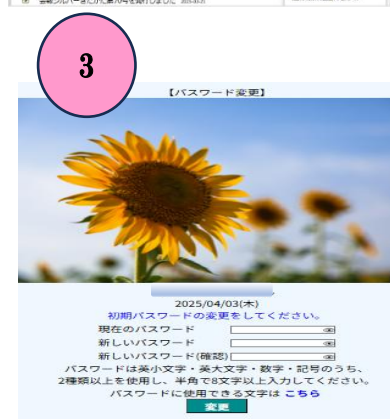 3
【パスワード変更】
2025/04/03(木)
初期パスワードの変更をしてください。
現在のパスワード
新しいパスワード
新しいパスワード(確認)
パスワードは英小文字・英大文字・数字・記号のうち、
2種類以上を使用し、半角で8文字以上入力してください。
パスワードに使用できる文字は こちら
変更